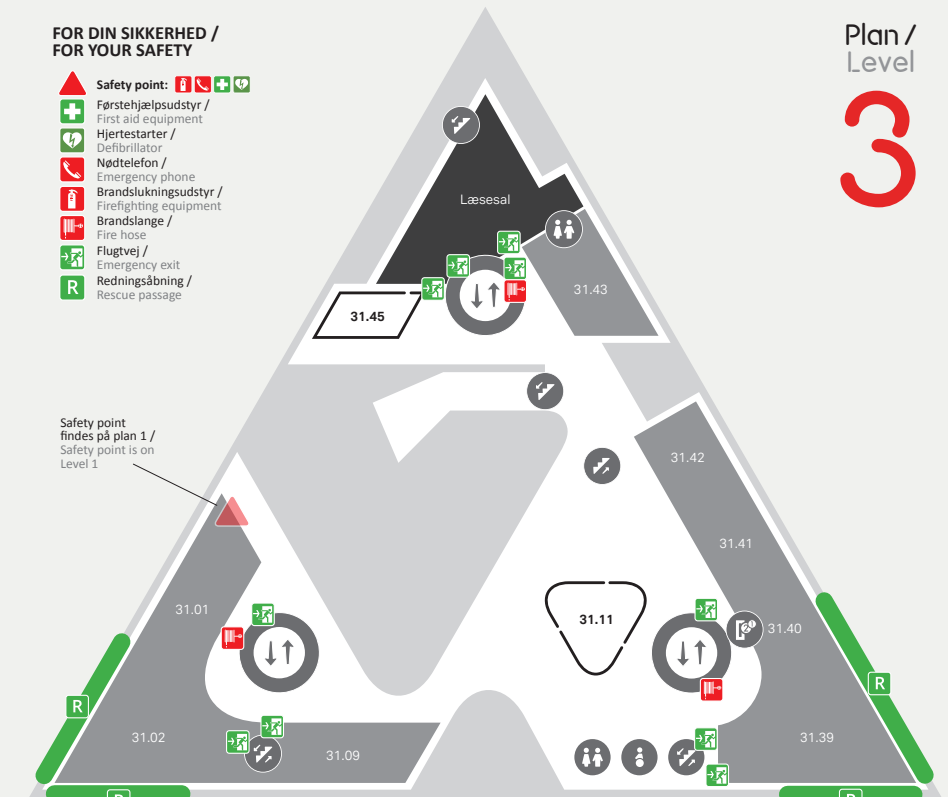 FOR DIN SIKKERHED /
FOR YOUR SAFETY
Safety point:
Førstehjælpsudstyr /
First aid equipment
Hjertestarter /
Defibrillator
Nødtelefon /
Emergency phone
Brandslukningsudstyr /
Firefighting equipment
Brandslange /
Fire hose
Flugtvej /
Emergency exit
R
Redningsåbning /
Rescue passage
Plan /
Level
3
Læsesal
31.43
31.45
Safety point
findes på plan 1 /
Safety point is on
Level 1
31.42
31.41
31.01
31.11
31.40
R
R
31.02
31.09
31.39
R
R